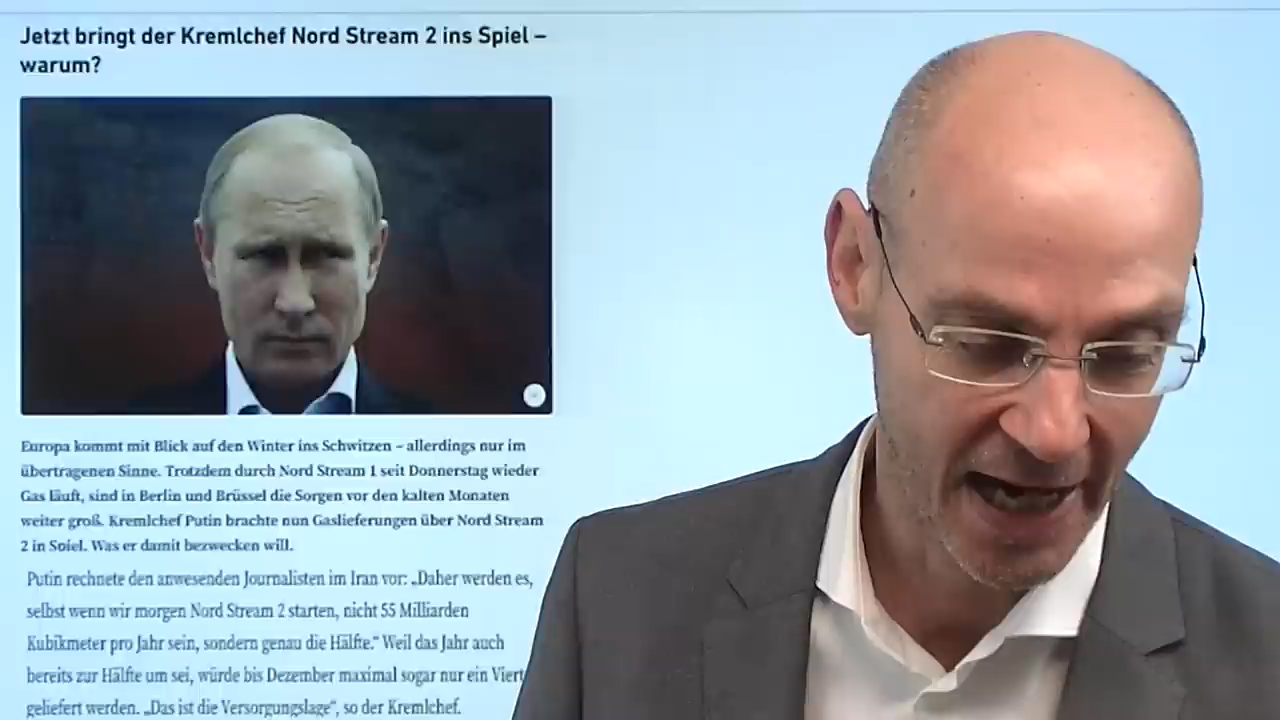 Jetzt bringt der Kremlchef Nord Stream 2 ins Spiel –
warum?
Europa kommt mit Blick auf den Winter ins Schwitzen – allerdings nur im
übertragenen Sinne. Trotzdem durch Nord Stream 1 seit Donnerstag wieder
Gas läuft, sind in Berlin und Brüssel die Sorgen vor den kalten Monaten
weiter groß. Kremlchef Putin brachte nun Gaslieferungen über Nord Stream
2 in Spiel. Was er damit bezwecken will.
Putin rechnete den anwesenden Journalisten im Iran vor: „Daher werden es,
selbst wenn wir morgen Nord Stream 2 starten, nicht 55 Milliarden
Kubikmeter pro Jahr sein, sondern genau die Hälfte.“ Weil das Jahr auch
bereits zur Hälfte um sei, würde bis Dezember maximal sogar nur ein Viert
geliefert werden. „Das ist die Versorgungslage“, so der Kremlchef.